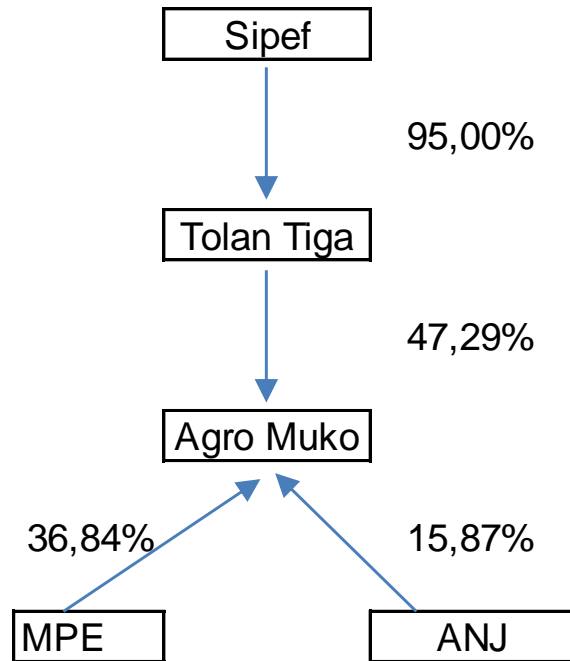 Sipef
95,00%
Tolan Tiga
47,29%
Agro Muko
36,84%
15,87%
MPE
ANJ